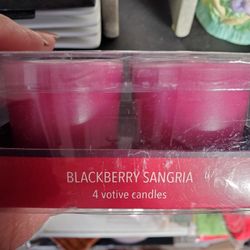 BLACKBERRY SANGRIA
4 votive candles